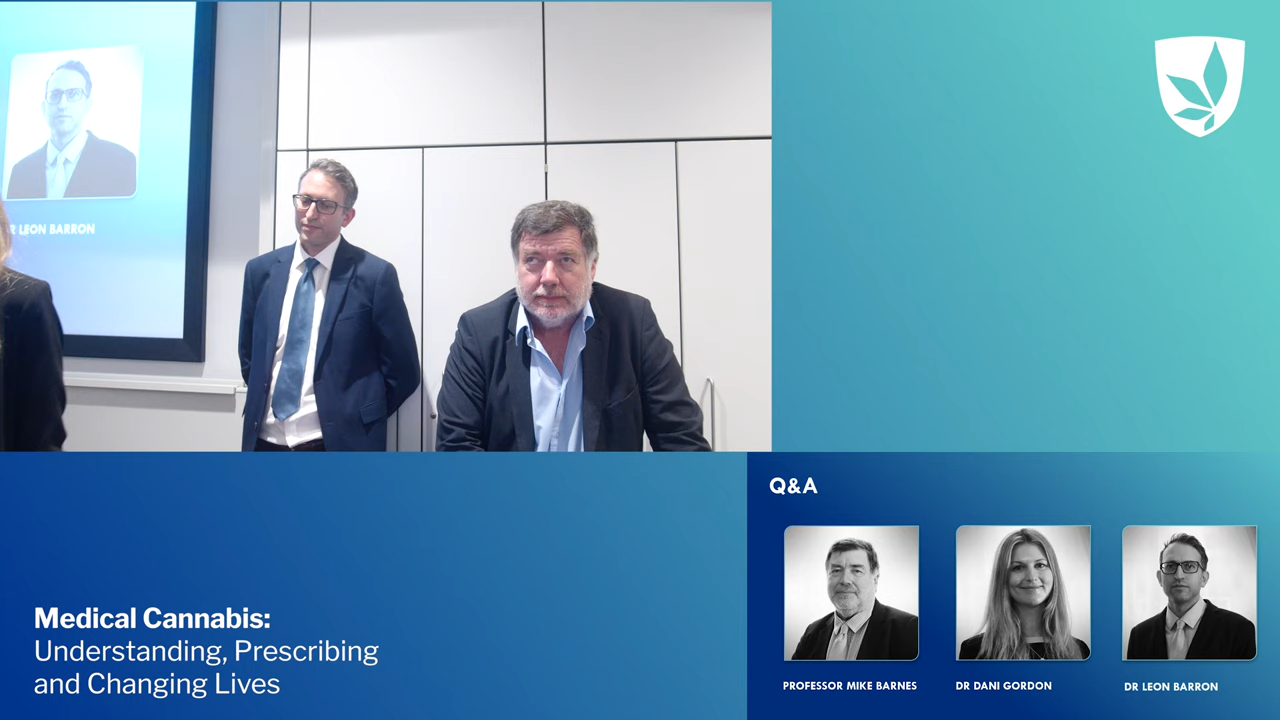 R LEON BARRON
Q&A
PROFESSOR MIKE BARNES
DR DANI GORDON
DR LEON BARRON
Medical Cannabis:
Understanding, Prescribing
and Changing Lives